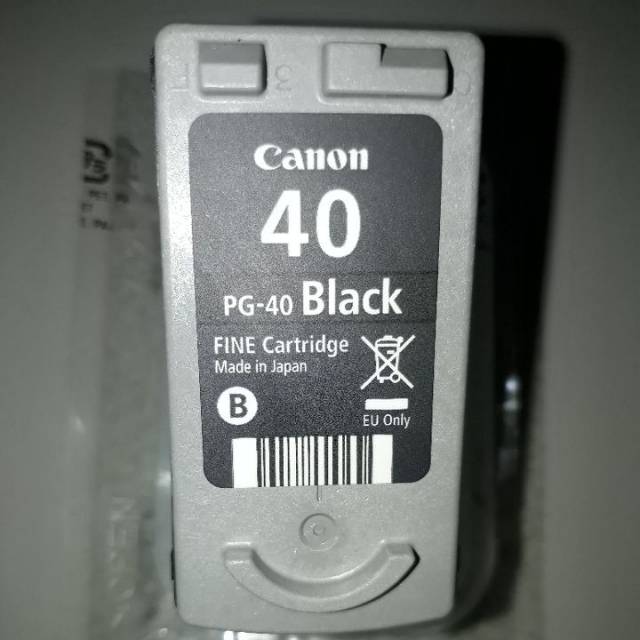 Canon
40
PG-40 Black
FINE Cartridge
Made in Japan
B
EU Only